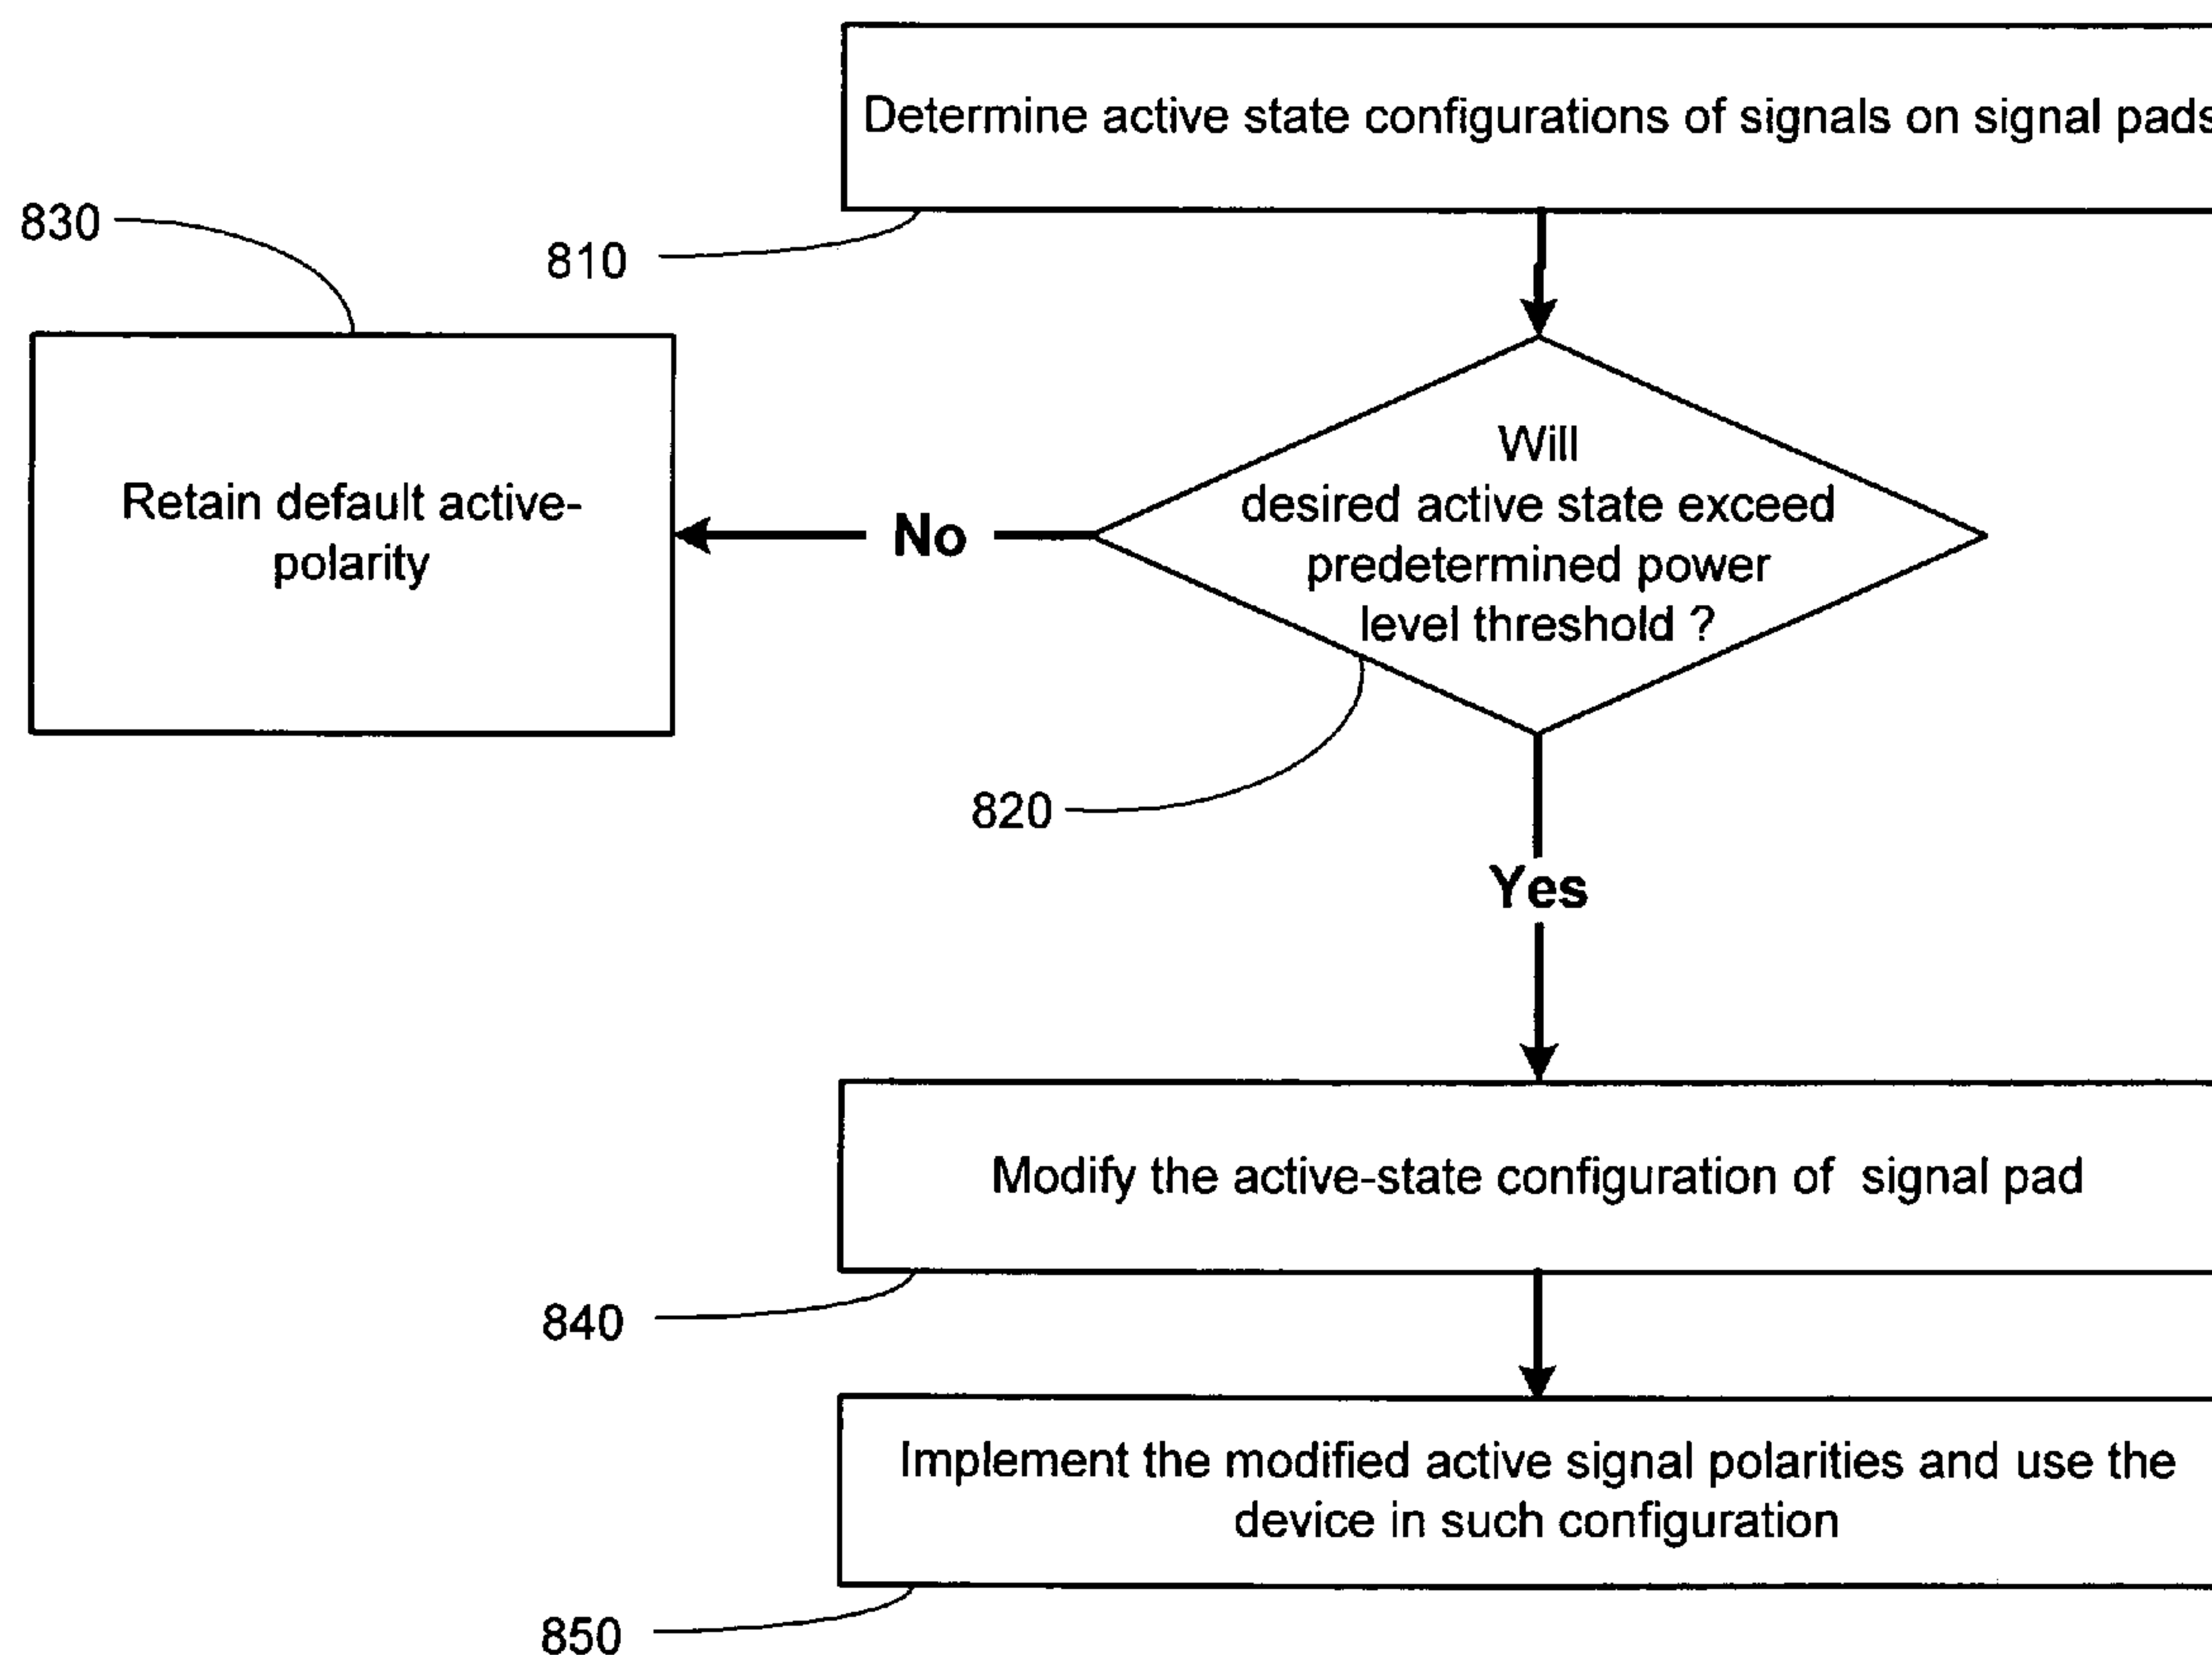 Determine active state configurations of signals on signal pads
830
810
Will
desired active state exceed
predetermined power
level threshold ?
Retain default active-
polarity
No
820
Yes
Modify the active-state configuration of signal pad
840
Implement the modified active signal polarities and use the
device in such configuration
850